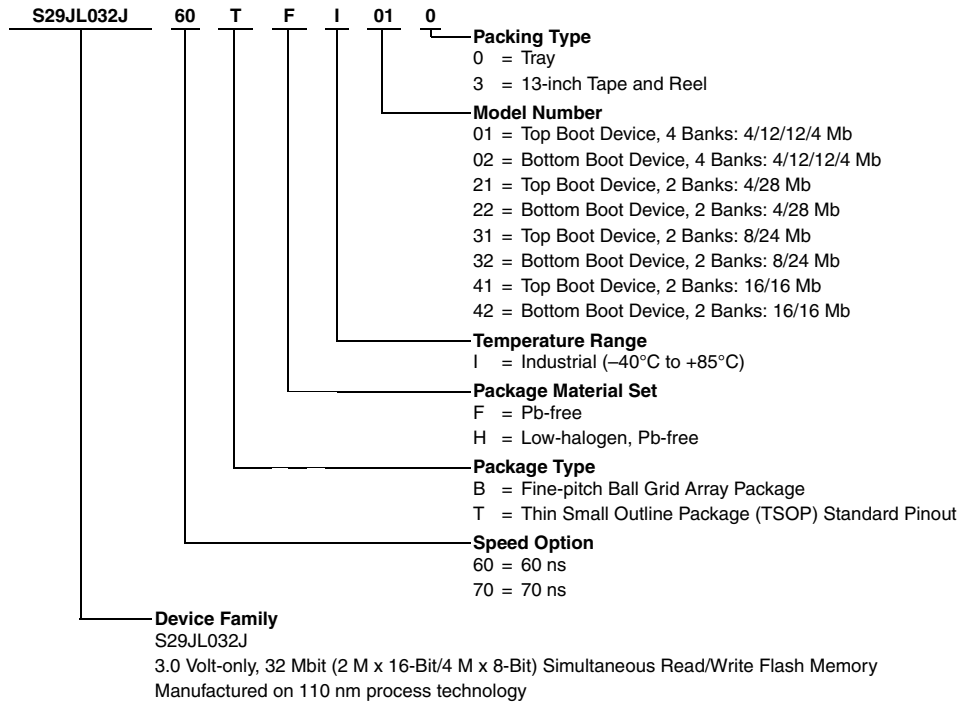 S29JL032J 60 T F I 01 0
Packing Type
0 = Tray
3 = 13-inch Tape and Reel
Model Number
01 = Top Boot Device, 4 Banks: 4/12/12/4 Mb
02 = Bottom Boot Device, 4 Banks: 4/12/12/4 Mb
21 = Top Boot Device, 2 Banks: 4/28 Mb
22 = Bottom Boot Device, 2 Banks: 4/28 Mb
31 = Top Boot Device, 2 Banks: 8/24 Mb
32 = Bottom Boot Device, 2 Banks: 8/24 Mb
41 = Top Boot Device, 2 Banks: 16/16 Mb
42 = Bottom Boot Device, 2 Banks: 16/16 Mb
Temperature Range
I = Industrial (–40°C to +85°C)
Package Material Set
F = Pb-free
H = Low-halogen, Pb-free
Package Type
B = Fine-pitch Ball Grid Array Package
T = Thin Small Outline Package (TSOP) Standard Pinout
Speed Option
60 = 60 ns
70 = 70 ns
Device Family
S29JL032J
3.0 Volt-only, 32 Mbit (2 M x 16-Bit/4 M x 8-Bit) Simultaneous Read/Write Flash Memory
Manufactured on 110 nm process technology